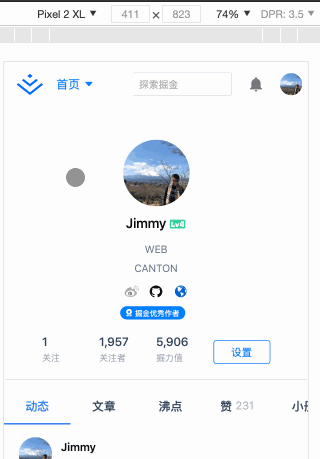 Pixel 2 XL ▼ 411 × 823 74% ▼ DPR: 3.5 ▼
首页 探索掘金
Jimmy Lv4
WEB
CANTON
掘金优秀作者
1 1,957 5,906
关注 关注者 掘力值
设置
动态 文章 沸点 赞 231 小册
Jimmy